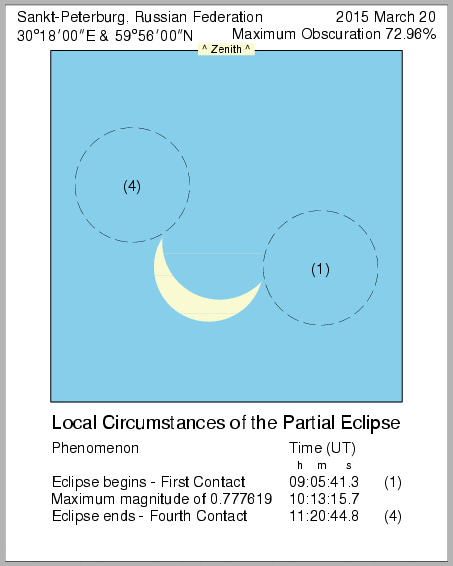 Sankt-Peterburg, Russian Federation 2015 March 20
30°18′00″E & 59°56′00″N Maximum Obscuration 72.96%
^ Zenith ^
(4)
(1)
Local Circumstances of the Partial Eclipse
Phenomenon Time (UT)
h m s
Eclipse begins - First Contact 09:05:41.3 (1)
Maximum magnitude of 0.777619 10:13:15.7
Eclipse ends - Fourth Contact 11:20:44.8 (4)